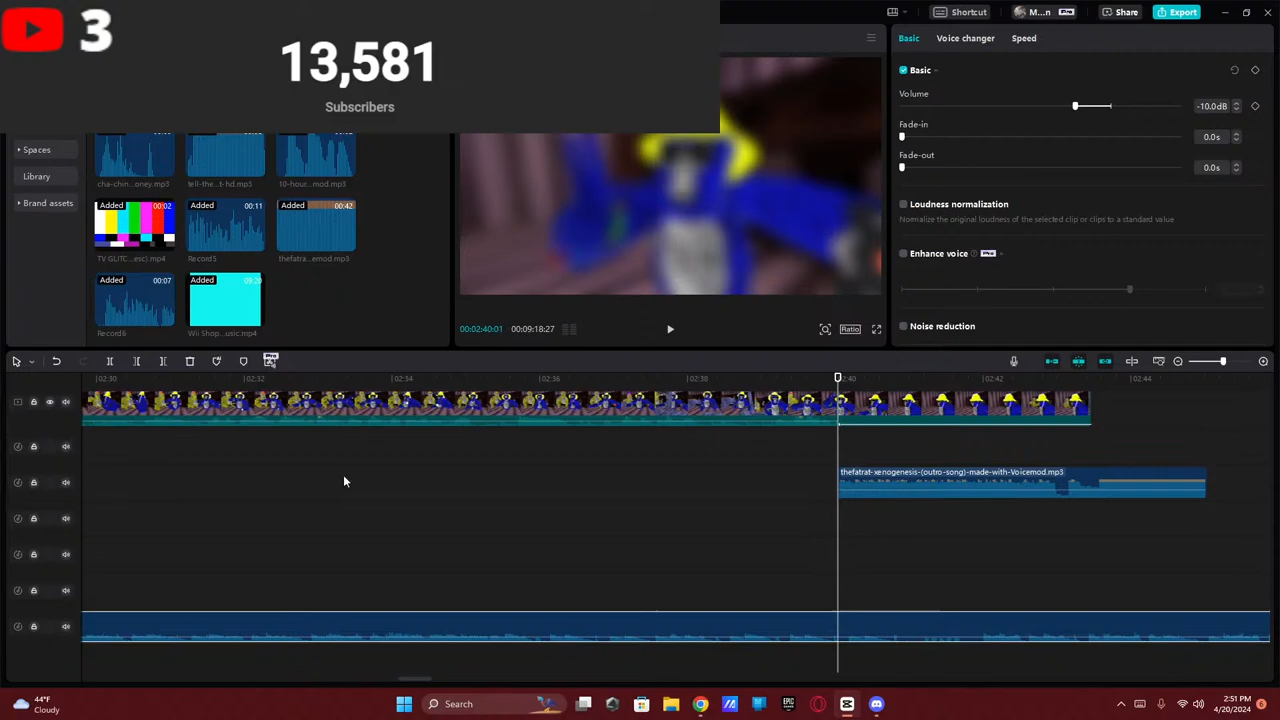 3
13,581
Subscribers
Shortcut
M...n
Pro
Share
Export
Basic
Voice changer
Speed
Basic
Volume
-10.0dB
Fade-in
0.0s
Fade-out
0.0s
Loudness normalization
Normalize the original loudness of the selected clip or clips to a standard value
Enhance voice
Pro
Noise reduction
Spaces
Library
Brand assets
cha-chin...oney.mp3
tell-the...t-hd.mp3
10-hour...mod.mp3
Added
00:02
Added
00:11
Added
00:42
TV GLITC...esc).mp4
Record5
thefatra...emod.mp3
Added
00:07
Added
09:20
Record6
Wii Shop...usic.mp4
00:02:40:01
00:09:18:27
Ratio
Pro
02:30
02:32
02:34
02:36
02:38
02:40
02:42
02:44
thefatrat-xenogenesis-(outro-song)-made-with-Voicemod.mp3
44°F
Cloudy
Search
EPIC
2:51 PM
4/20/2024